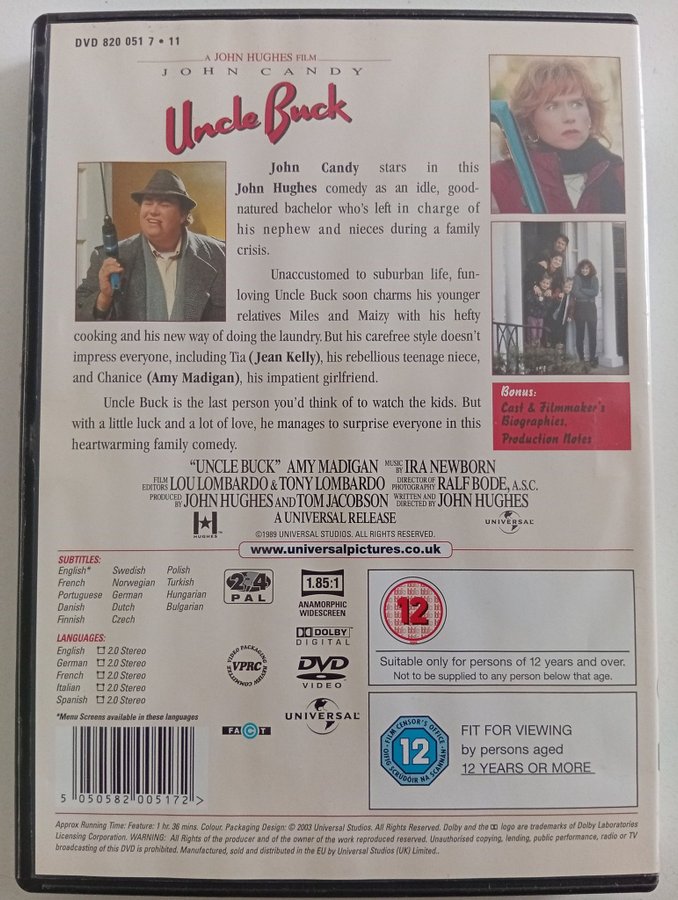 DVD 820 051 7 • 11
A JOHN HUGHES FILM
JOHN CANDY
Uncle Buck
John Candy stars in this
John Hughes comedy as an idle, good-
natured bachelor who's left in charge of
his nephew and nieces during a family
crisis.
Unaccustomed to suburban life, fun-
loving Uncle Buck soon charms his younger
relatives Miles and Maizy with his hefty
cooking and his new way of doing the laundry. But his carefree style doesn't
impress everyone, including Tia (Jean Kelly), his rebellious teenage niece,
and Chanice (Amy Madigan), his impatient girlfriend.
Uncle Buck is the last person you'd think of to watch the kids. But
with a little luck and a lot of love, he manages to surprise everyone in this
heartwarming family comedy.
Bonus:
Cast & Filmmaker's
Biographies,
Production Notes
"UNCLE BUCK" AMY MADIGAN MUSIC BY IRA NEWBORN
FILM EDITORS LOU LOMBARDO & TONY LOMBARDO DIRECTOR OF PHOTOGRAPHY RALF BODE, A.S.C.
PRODUCED BY JOHN HUGHES AND TOM JACOBSON WRITTEN AND DIRECTED BY JOHN HUGHES
A UNIVERSAL RELEASE
H
HUGHES
UNIVERSAL
©1989 UNIVERSAL STUDIOS. ALL RIGHTS RESERVED.
www.universalpictures.co.uk
SUBTITLES:
English* Swedish Polish
French Norwegian Turkish
Portuguese German Hungarian
Danish Dutch Bulgarian
Finnish Czech
LANGUAGES:
English 2.0 Stereo
German 2.0 Stereo
French 2.0 Stereo
Italian 2.0 Stereo
Spanish 2.0 Stereo
*Menu Screens available in these languages
2 4
PAL
VIDEO PACKAGING REVIEW COMMITTEE
VPRC
FACT
1.85:1
ANAMORPHIC
WIDESCREEN
DOLBY
DIGITAL
DVD
VIDEO
UNIVERSAL
12
Suitable only for persons of 12 years and over.
Not to be supplied to any person below that age.
FILM CENSOR'S OFFICE
12
OIFIG SCRÚDÓIR NA SCANNÁN
FIT FOR VIEWING
by persons aged
12 YEARS OR MORE
5 050582 005172 >
Approx Running Time: Feature: 1 hr. 36 mins. Colour. Packaging Design: © 2003 Universal Studios. All Rights Reserved. Dolby and the logo are trademarks of Dolby Laboratories
Licensing Corporation. WARNING: All Rights of the producer and of the owner of the work reproduced reserved. Unauthorised copying, lending, public performance, radio or TV
broadcasting of this DVD is prohibited. Manufactured, sold and distributed in the EU by Universal Studios (UK) Limited..